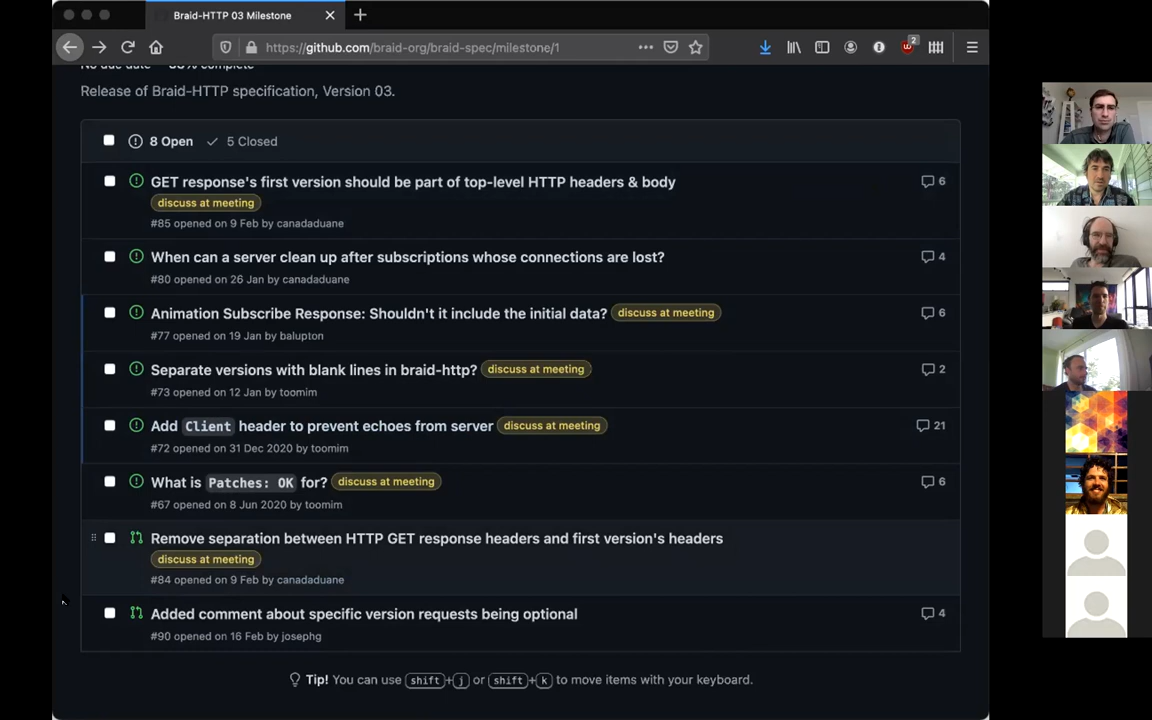 Braid-HTTP 03 Milestone
https://github.com/braid-org/braid-spec/milestone/1
2
Release of Braid-HTTP specification, Version 03.
8 Open 5 Closed
GET response's first version should be part of top-level HTTP headers & body 6
discuss at meeting
#85 opened on 9 Feb by canadaduane
When can a server clean up after subscriptions whose connections are lost? 4
#80 opened on 26 Jan by canadaduane
Animation Subscribe Response: Shouldn't it include the initial data? discuss at meeting 6
#77 opened on 19 Jan by balupton
Separate versions with blank lines in braid-http? discuss at meeting 2
#73 opened on 12 Jan by toomim
Add Client header to prevent echoes from server discuss at meeting 21
#72 opened on 31 Dec 2020 by toomim
What is Patches: OK for? discuss at meeting 6
#67 opened on 8 Jun 2020 by toomim
Remove separation between HTTP GET response headers and first version's headers
discuss at meeting
#84 opened on 9 Feb by canadaduane
Added comment about specific version requests being optional 4
#90 opened on 16 Feb by josephg
Tip! You can use shift+j or shift+k to move items with your keyboard.